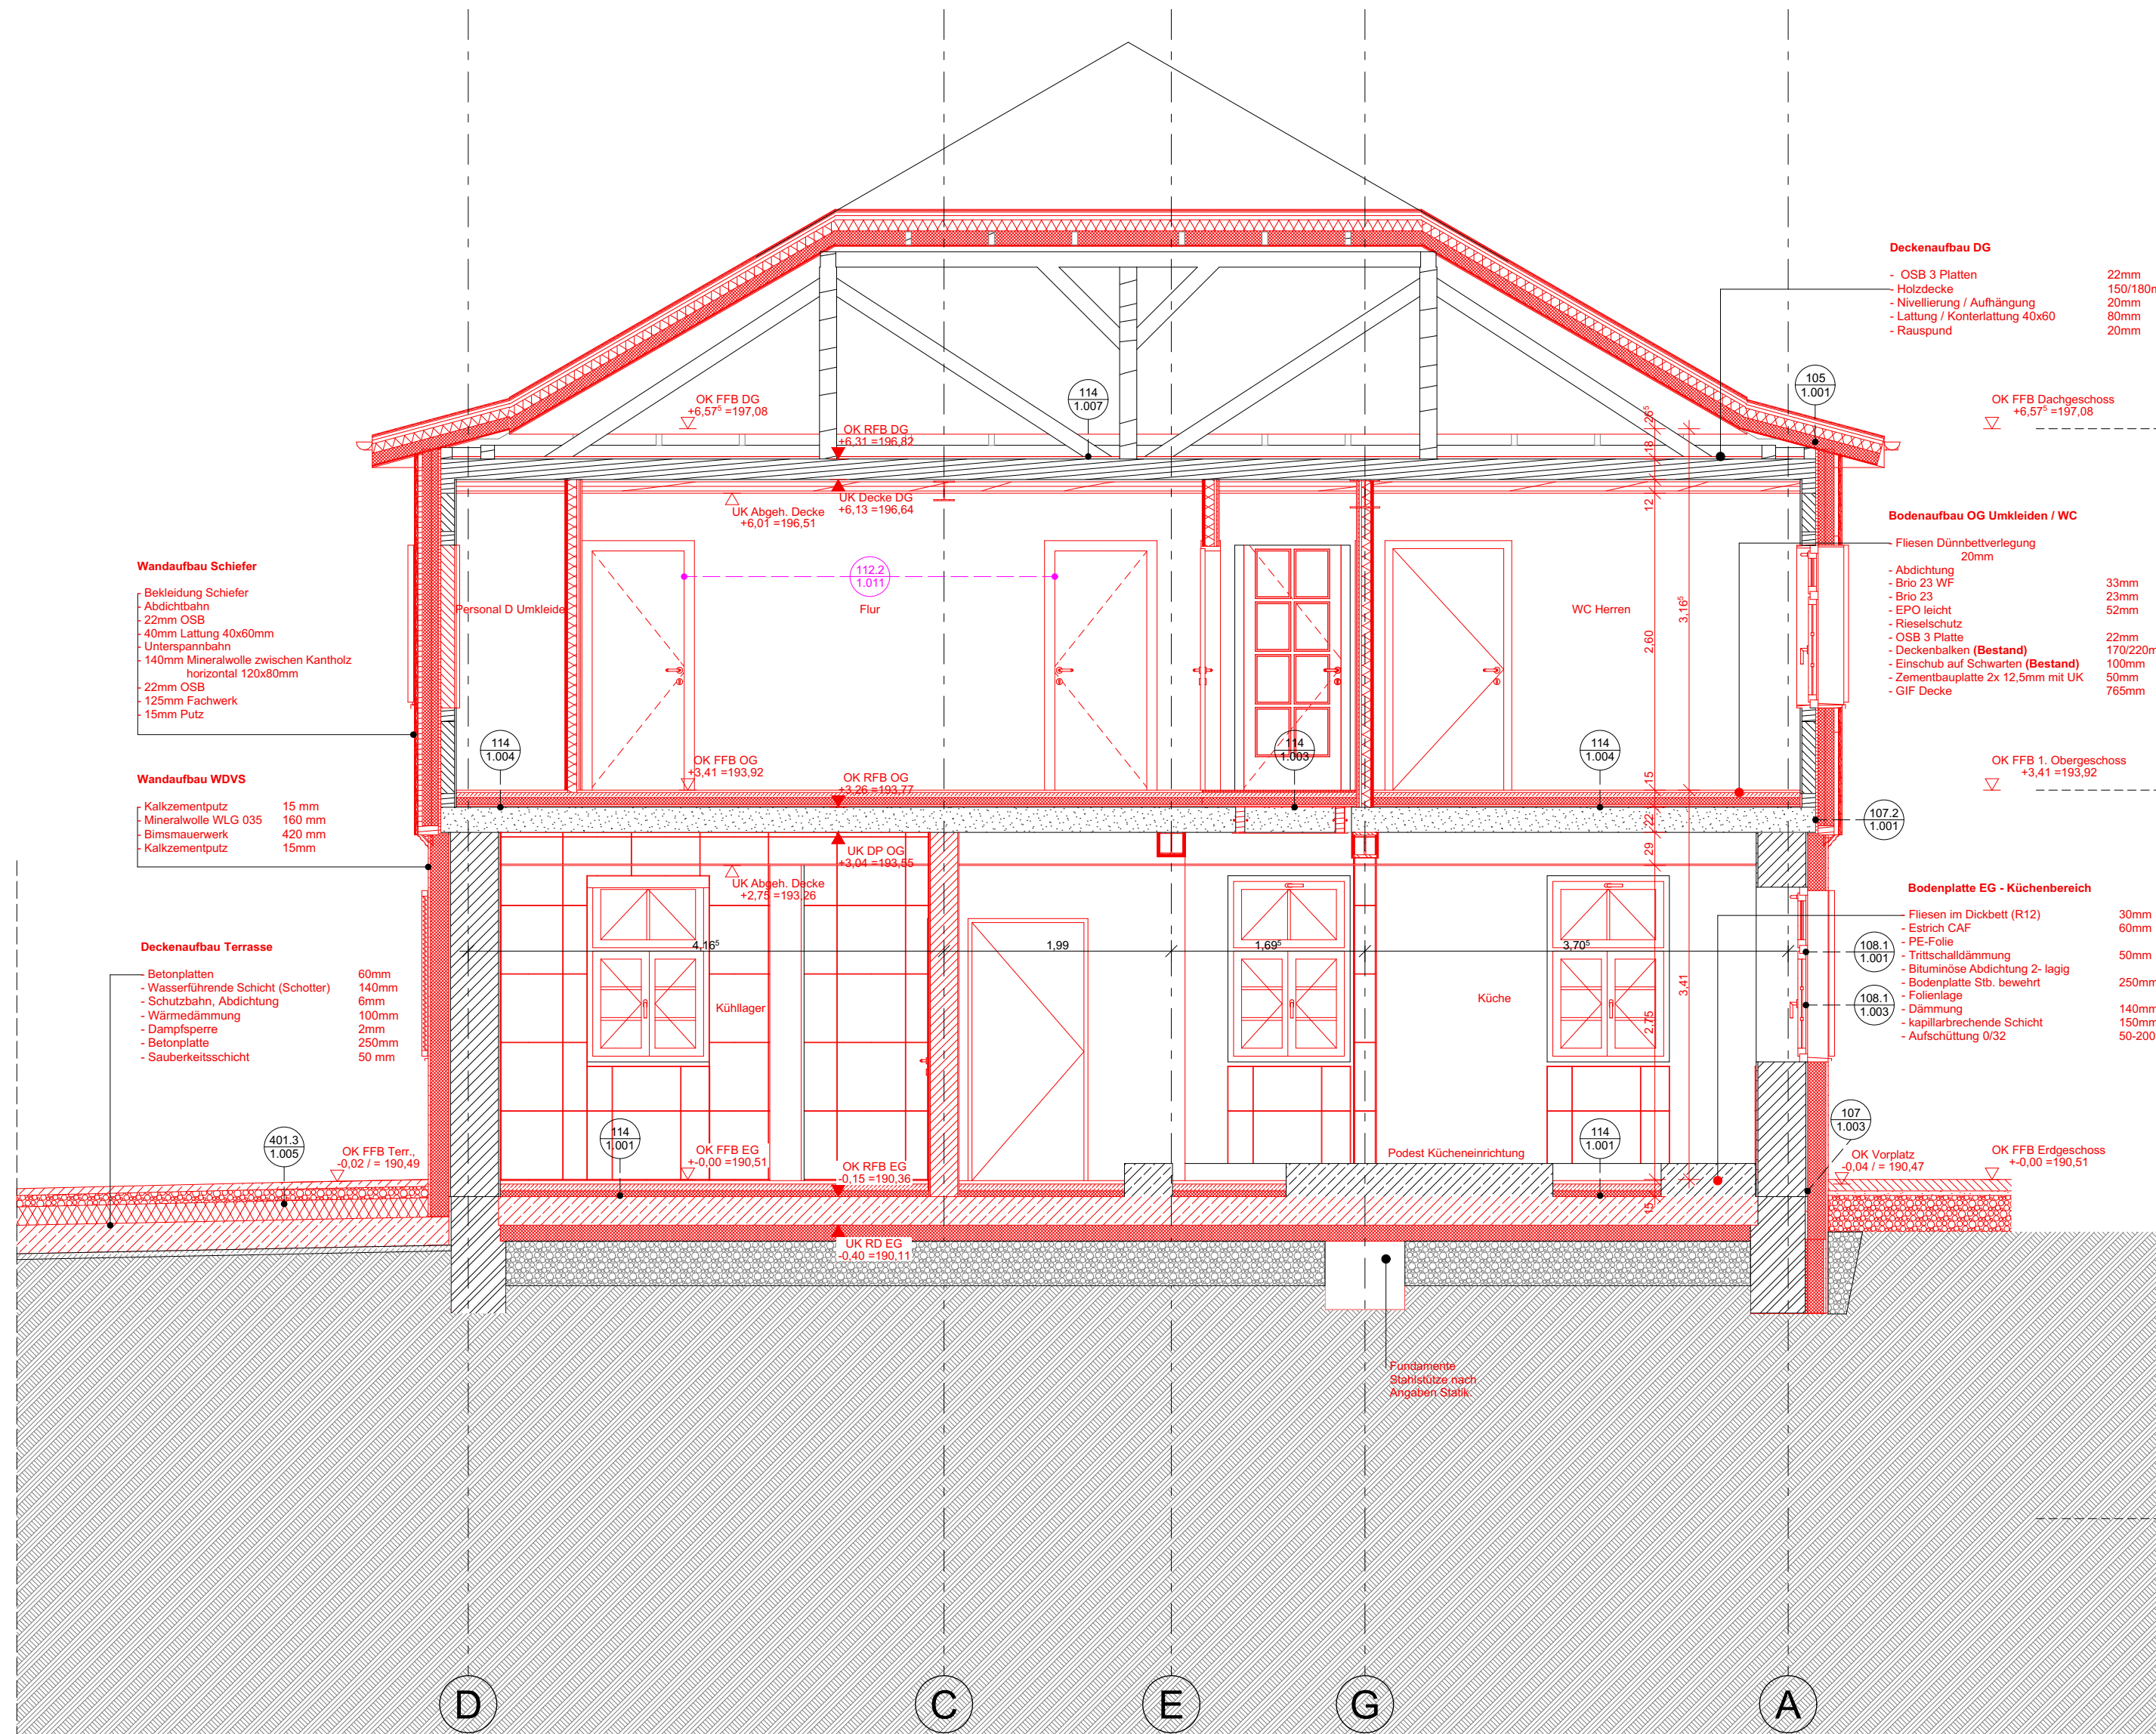 Deckenaufbau DG
- OSB 3 Platten 22mm
- Holzdecke 150/180m
- Nivellierung / Aufhängung 20mm
- Lattung / Konterlattung 40x60 80mm
- Rauspund 20mm
105
1.001
114
1.007
OK FFB DG
+6,57⁵ =197,08
OK FFB Dachgeschoss
+6,57⁵ =197,08
OK RFB DG
+6,31 =196,82
26⁵
18
UK Decke DG
+6,13 =196,64
UK Abgeh. Decke
+6,01 =196,51
12
Bodenaufbau OG Umkleiden / WC
- Fliesen Dünnbettverlegung
20mm
- Abdichtung
- Brio 23 WF 33mm
- Brio 23 23mm
- EPO leicht 52mm
- Rieselschutz
- OSB 3 Platte 22mm
- Deckenbalken (Bestand) 170/220m
- Einschub auf Schwarten (Bestand) 100mm
- Zementbauplatte 2x 12,5mm mit UK 50mm
- GIF Decke 765mm
Wandaufbau Schiefer
- Bekleidung Schiefer
- Abdichtbahn
- 22mm OSB
- 40mm Lattung 40x60mm
- Unterspannbahn
- 140mm Mineralwolle zwischen Kantholz
horizontal 120x80mm
- 22mm OSB
- 125mm Fachwerk
- 15mm Putz
112.2
1.011
Personal D Umkleide
Flur
WC Herren
3,16⁵
2,60
114
1.004
114
1.003
114
1.004
OK FFB OG
+3,41 =193,92
OK RFB OG
+3,26 =193,77
15
OK FFB 1. Obergeschoss
+3,41 =193,92
107.2
1.001
Wandaufbau WDVS
- Kalkzementputz 15 mm
- Mineralwolle WLG 035 160 mm
- Bimsmauerwerk 420 mm
- Kalkzementputz 15mm
22
UK DP OG
+3,04 =193,55
29
UK Abgeh. Decke
+2,75 =193,26
Bodenplatte EG - Küchenbereich
- Fliesen im Dickbett (R12) 30mm
- Estrich CAF 60mm
- PE-Folie
- Trittschalldämmung 50mm
- Bituminöse Abdichtung 2- lagig
- Bodenplatte Stb. bewehrt 250mm
- Folienlage
- Dämmung 140mm
- kapillarbrechende Schicht 150mm
- Aufschüttung 0/32 50-200
4,16⁵
1,99
1,69⁵
3,70⁵
108.1
1.001
108.1
1.003
Deckenaufbau Terrasse
- Betonplatten 60mm
- Wasserführende Schicht (Schotter) 140mm
- Schutzbahn, Abdichtung 6mm
- Wärmedämmung 100mm
- Dampfsperre 2mm
- Betonplatte 250mm
- Sauberkeitsschicht 50 mm
Kühllager
Küche
3,41
2,75
401.3
1.005
OK FFB Terr.,
-0,02 / = 190,49
114
1.001
OK FFB EG
+-0,00 =190,51
OK RFB EG
-0,15 =190,36
Podest Kücheneinrichtung
114
1.001
107
1.003
OK Vorplatz
-0,04 / = 190,47
OK FFB Erdgeschoss
+-0,00 =190,51
15
UK RD EG
-0,40 =190,11
Fundamente
Stahlstütze nach
Angaben Statik.
D
C
E
G
A